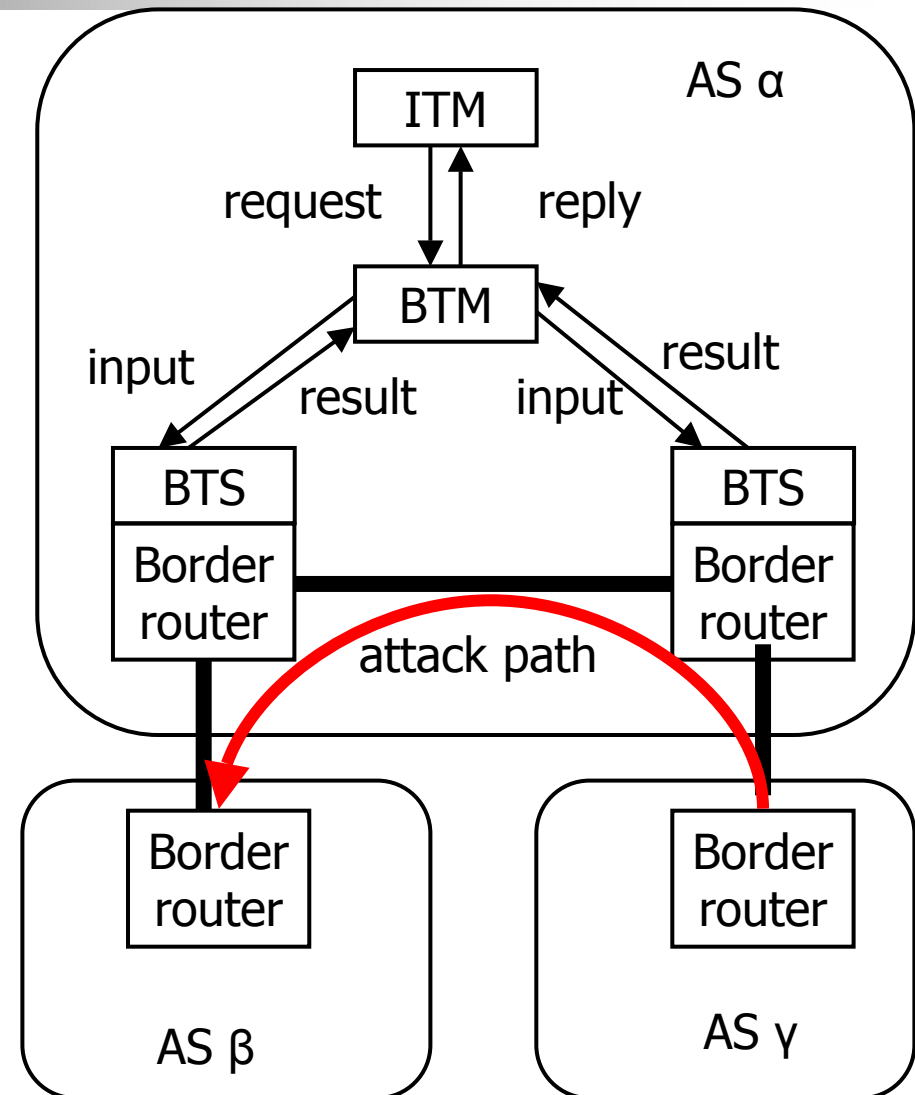 AS α
ITM
request
reply
BTM
input
result
input
result
BTS
BTS
Border
router
Border
router
attack path
Border
router
Border
router
AS β
AS γ